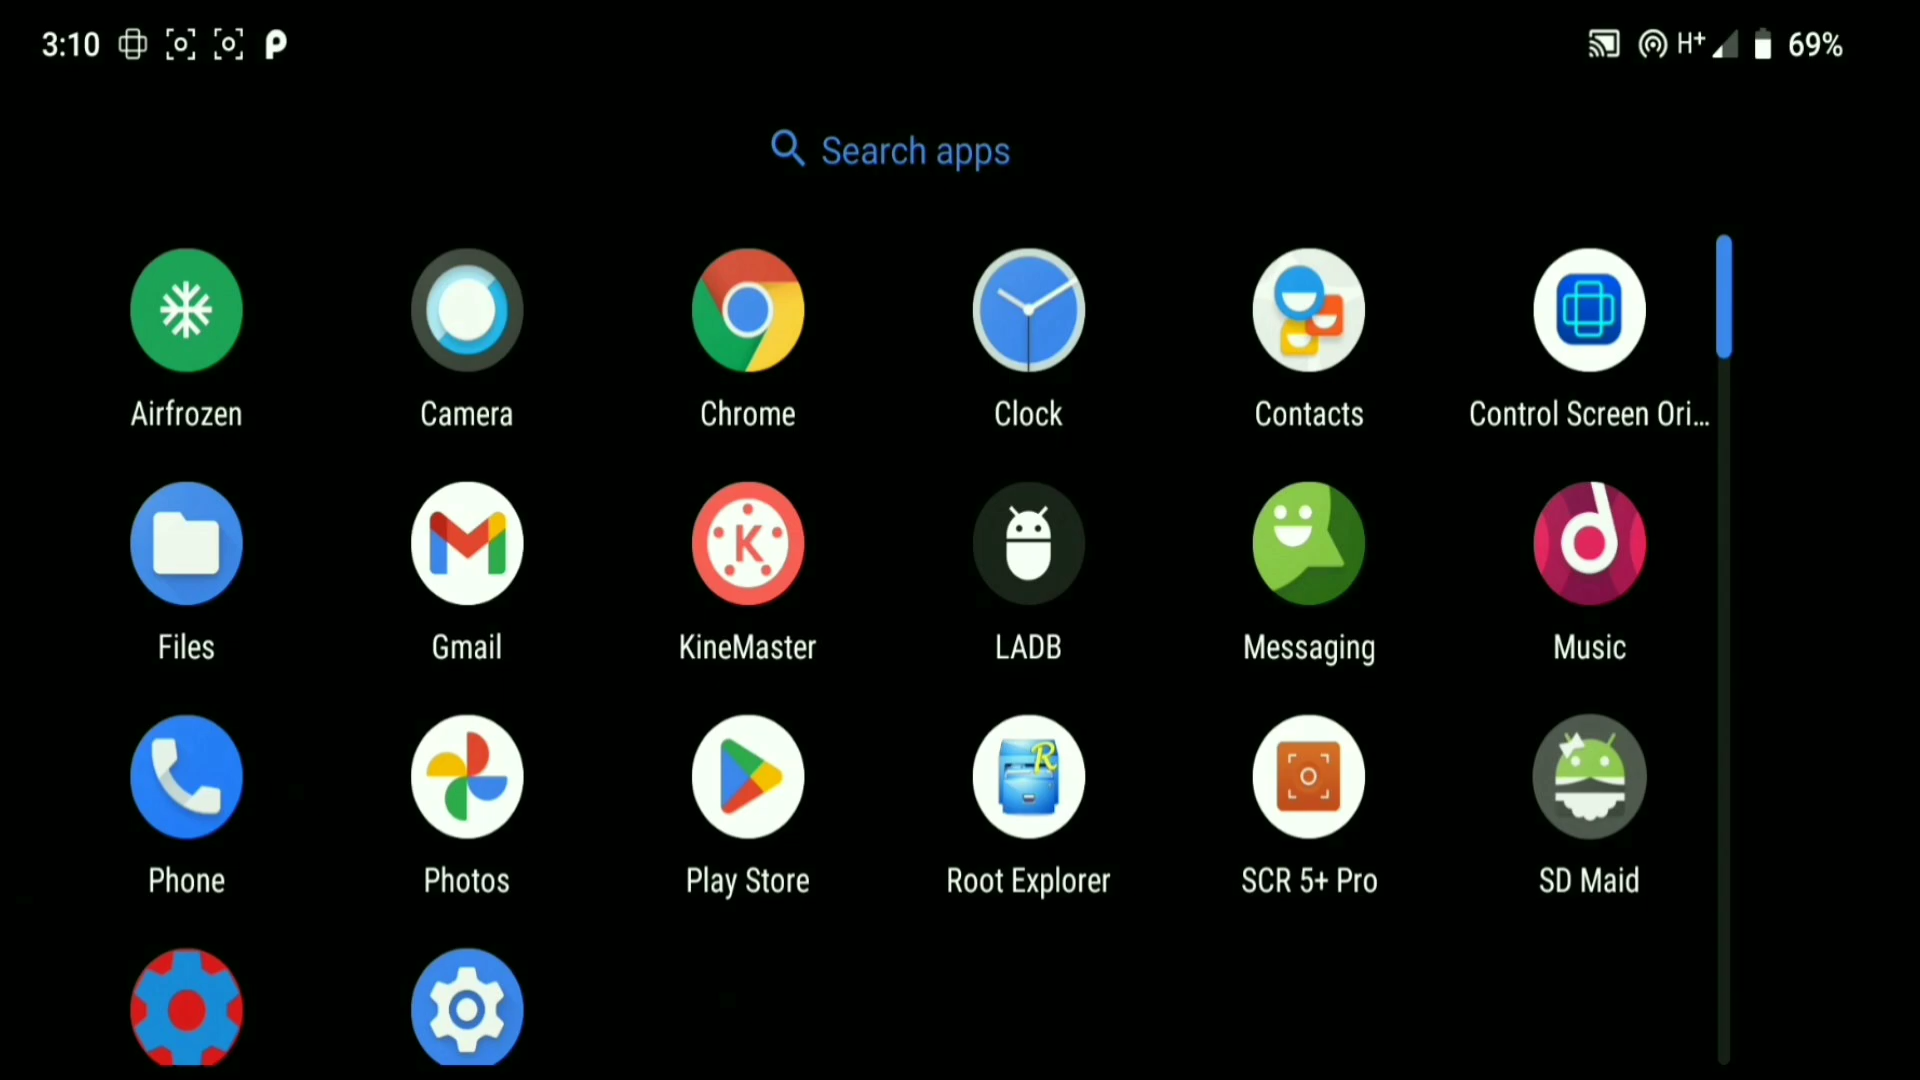 3:10 H+ 69%
Search apps
Airfrozen Camera Chrome Clock Contacts Control Screen Ori...
Files Gmail KineMaster LADB Messaging Music
Phone Photos Play Store Root Explorer SCR 5+ Pro SD Maid